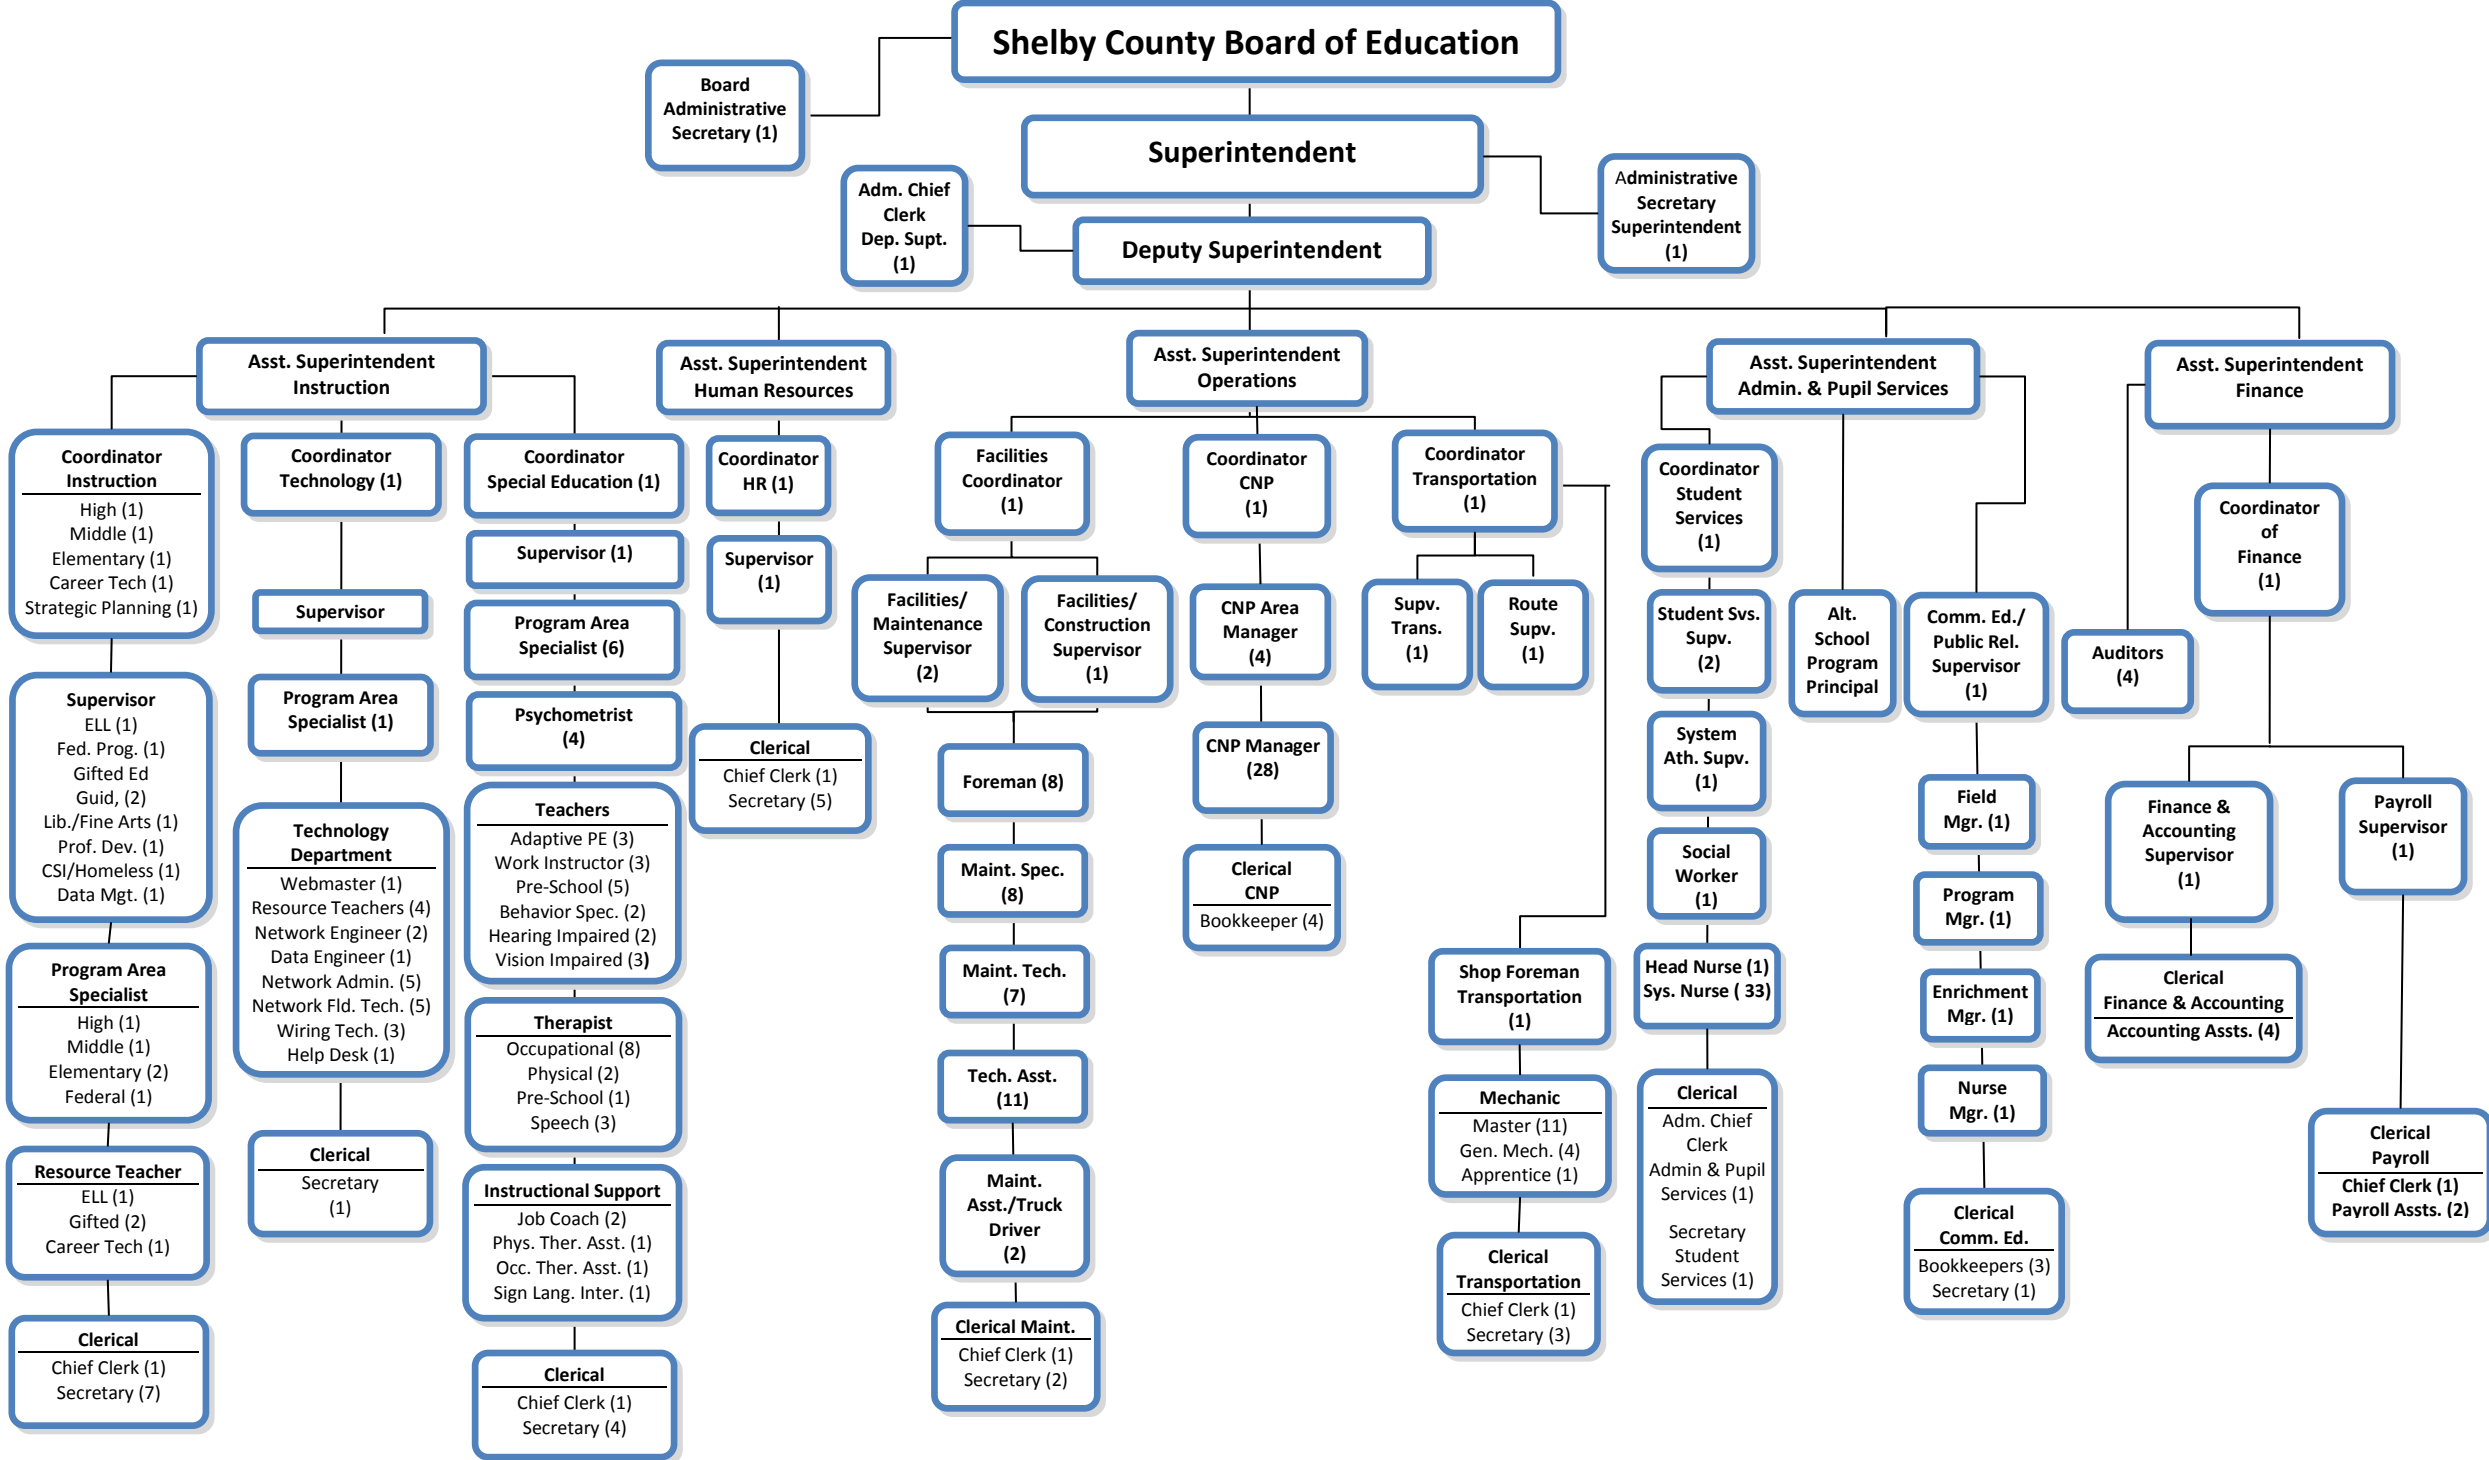 Shelby County Board of Education
Board
Administrative
Secretary (1)
Superintendent
Administrative
Secretary
Superintendent
(1)
Adm. Chief
Clerk
Dep. Supt.
(1)
Deputy Superintendent
Asst. Superintendent
Instruction
Coordinator
Instruction
High (1)
Middle (1)
Elementary (1)
Career Tech (1)
Strategic Planning (1)
Supervisor
ELL (1)
Fed. Prog. (1)
Gifted Ed
Guid, (2)
Lib./Fine Arts (1)
Prof. Dev. (1)
CSI/Homeless (1)
Data Mgt. (1)
Program Area
Specialist
High (1)
Middle (1)
Elementary (2)
Federal (1)
Resource Teacher
ELL (1)
Gifted (2)
Career Tech (1)
Clerical
Chief Clerk (1)
Secretary (7)
Coordinator
Technology (1)
Supervisor
Program Area
Specialist (1)
Technology
Department
Webmaster (1)
Resource Teachers (4)
Network Engineer (2)
Data Engineer (1)
Network Admin. (5)
Network Fld. Tech. (5)
Wiring Tech. (3)
Help Desk (1)
Clerical
Secretary
(1)
Coordinator
Special Education (1)
Supervisor (1)
Program Area
Specialist (6)
Psychometrist
(4)
Teachers
Adaptive PE (3)
Work Instructor (3)
Pre-School (5)
Behavior Spec. (2)
Hearing Impaired (2)
Vision Impaired (3)
Therapist
Occupational (8)
Physical (2)
Pre-School (1)
Speech (3)
Instructional Support
Job Coach (2)
Phys. Ther. Asst. (1)
Occ. Ther. Asst. (1)
Sign Lang. Inter. (1)
Clerical
Chief Clerk (1)
Secretary (4)
Asst. Superintendent
Human Resources
Coordinator
HR (1)
Supervisor
(1)
Clerical
Chief Clerk (1)
Secretary (5)
Asst. Superintendent
Operations
Facilities
Coordinator
(1)
Facilities/
Maintenance
Supervisor
(2)
Facilities/
Construction
Supervisor
(1)
Foreman (8)
Maint. Spec.
(8)
Maint. Tech.
(7)
Tech. Asst.
(11)
Maint.
Asst./Truck
Driver
(2)
Clerical Maint.
Chief Clerk (1)
Secretary (2)
Coordinator
CNP
(1)
CNP Area
Manager
(4)
CNP Manager
(28)
Clerical
CNP
Bookkeeper (4)
Coordinator
Transportation
(1)
Supv.
Trans.
(1)
Route
Supv.
(1)
Shop Foreman
Transportation
(1)
Mechanic
Master (11)
Gen. Mech. (4)
Apprentice (1)
Clerical
Transportation
Chief Clerk (1)
Secretary (3)
Asst. Superintendent
Admin. & Pupil Services
Coordinator
Student
Services
(1)
Student Svs.
Supv.
(2)
System
Ath. Supv.
(1)
Social
Worker
(1)
Head Nurse (1)
Sys. Nurse ( 33)
Clerical
Adm. Chief
Clerk
Admin & Pupil
Services (1)
Secretary
Student
Services (1)
Alt.
School
Program
Principal
Comm. Ed./
Public Rel.
Supervisor
(1)
Field
Mgr. (1)
Program
Mgr. (1)
Enrichment
Mgr. (1)
Nurse
Mgr. (1)
Clerical
Comm. Ed.
Bookkeepers (3)
Secretary (1)
Asst. Superintendent
Finance
Auditors
(4)
Coordinator
of
Finance
(1)
Finance &
Accounting
Supervisor
(1)
Clerical
Finance & Accounting
Accounting Assts. (4)
Payroll
Supervisor
(1)
Clerical
Payroll
Chief Clerk (1)
Payroll Assts. (2)